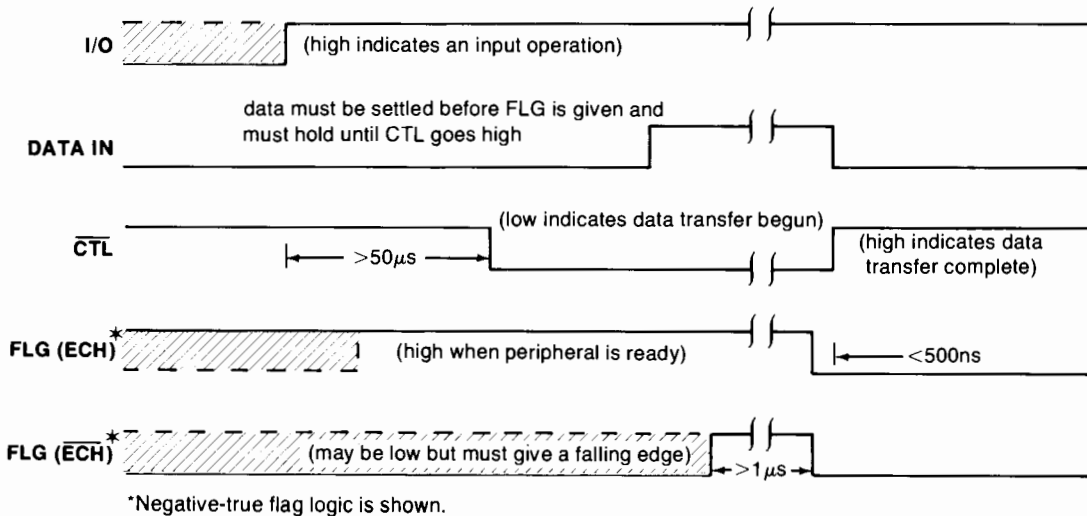 I/O
(high indicates an input operation)
data must be settled before FLG is given and
must hold until CTL goes high
DATA IN
(low indicates data transfer begun)
CTL
(high indicates data
transfer complete)
>50μs
FLG (ECH)*
(high when peripheral is ready)
<500ns
FLG (ECH)*
(may be low but must give a falling edge)
>1μs
*Negative-true flag logic is shown.